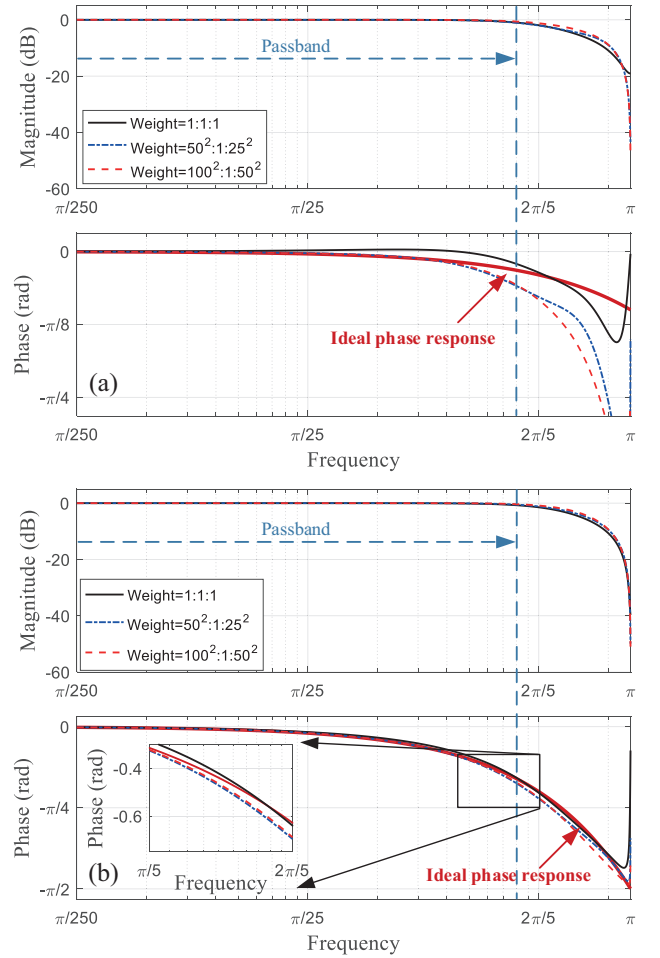 Magnitude (dB)
0
-20
-40
-60
Passband
Weight=1:1:1
Weight=50²:1:25²
Weight=100²:1:50²
π/250
π/25
2π/5
π
Phase (rad)
0
-π/8
-π/4
Ideal phase response
(a)
π/250
π/25
2π/5
π
Frequency
Magnitude (dB)
0
-20
-40
-60
Passband
Weight=1:1:1
Weight=50²:1:25²
Weight=100²:1:50²
π/250
π/25
2π/5
π
Phase (rad)
0
-π/4
-π/2
Phase (rad)
-0.4
-0.6
π/5
2π/5
Frequency
Ideal phase response
(b)
π/250
π/25
2π/5
π
Frequency